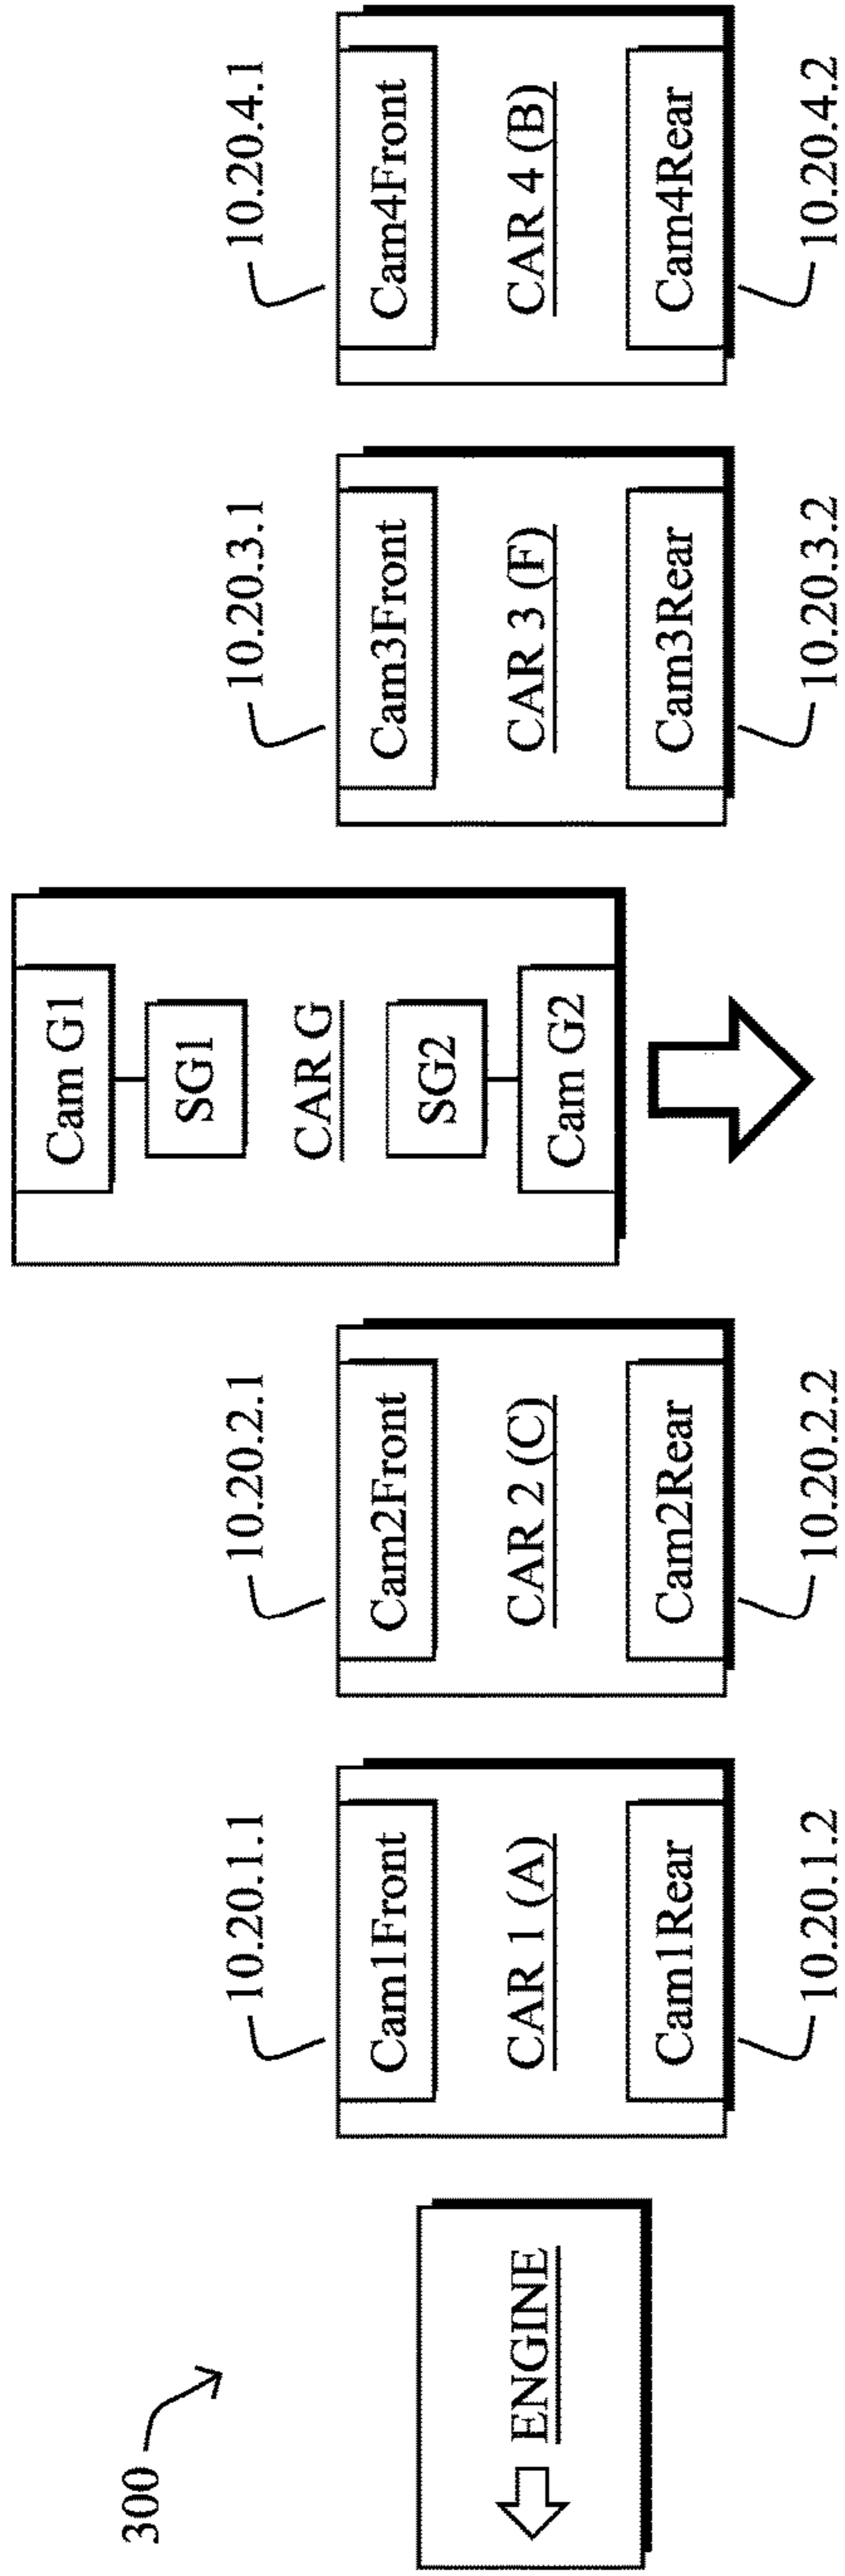 300
ENGINE
10.20.1.1
Cam1Front
CAR 1 (A)
Cam1Rear
10.20.1.2
10.20.2.1
Cam2Front
CAR 2 (C)
Cam2Rear
10.20.2.2
Cam G1
SG1
CAR G
SG2
Cam G2
10.20.3.1
Cam3Front
CAR 3 (F)
Cam3Rear
10.20.3.2
10.20.4.1
Cam4Front
CAR 4 (B)
Cam4Rear
10.20.4.2